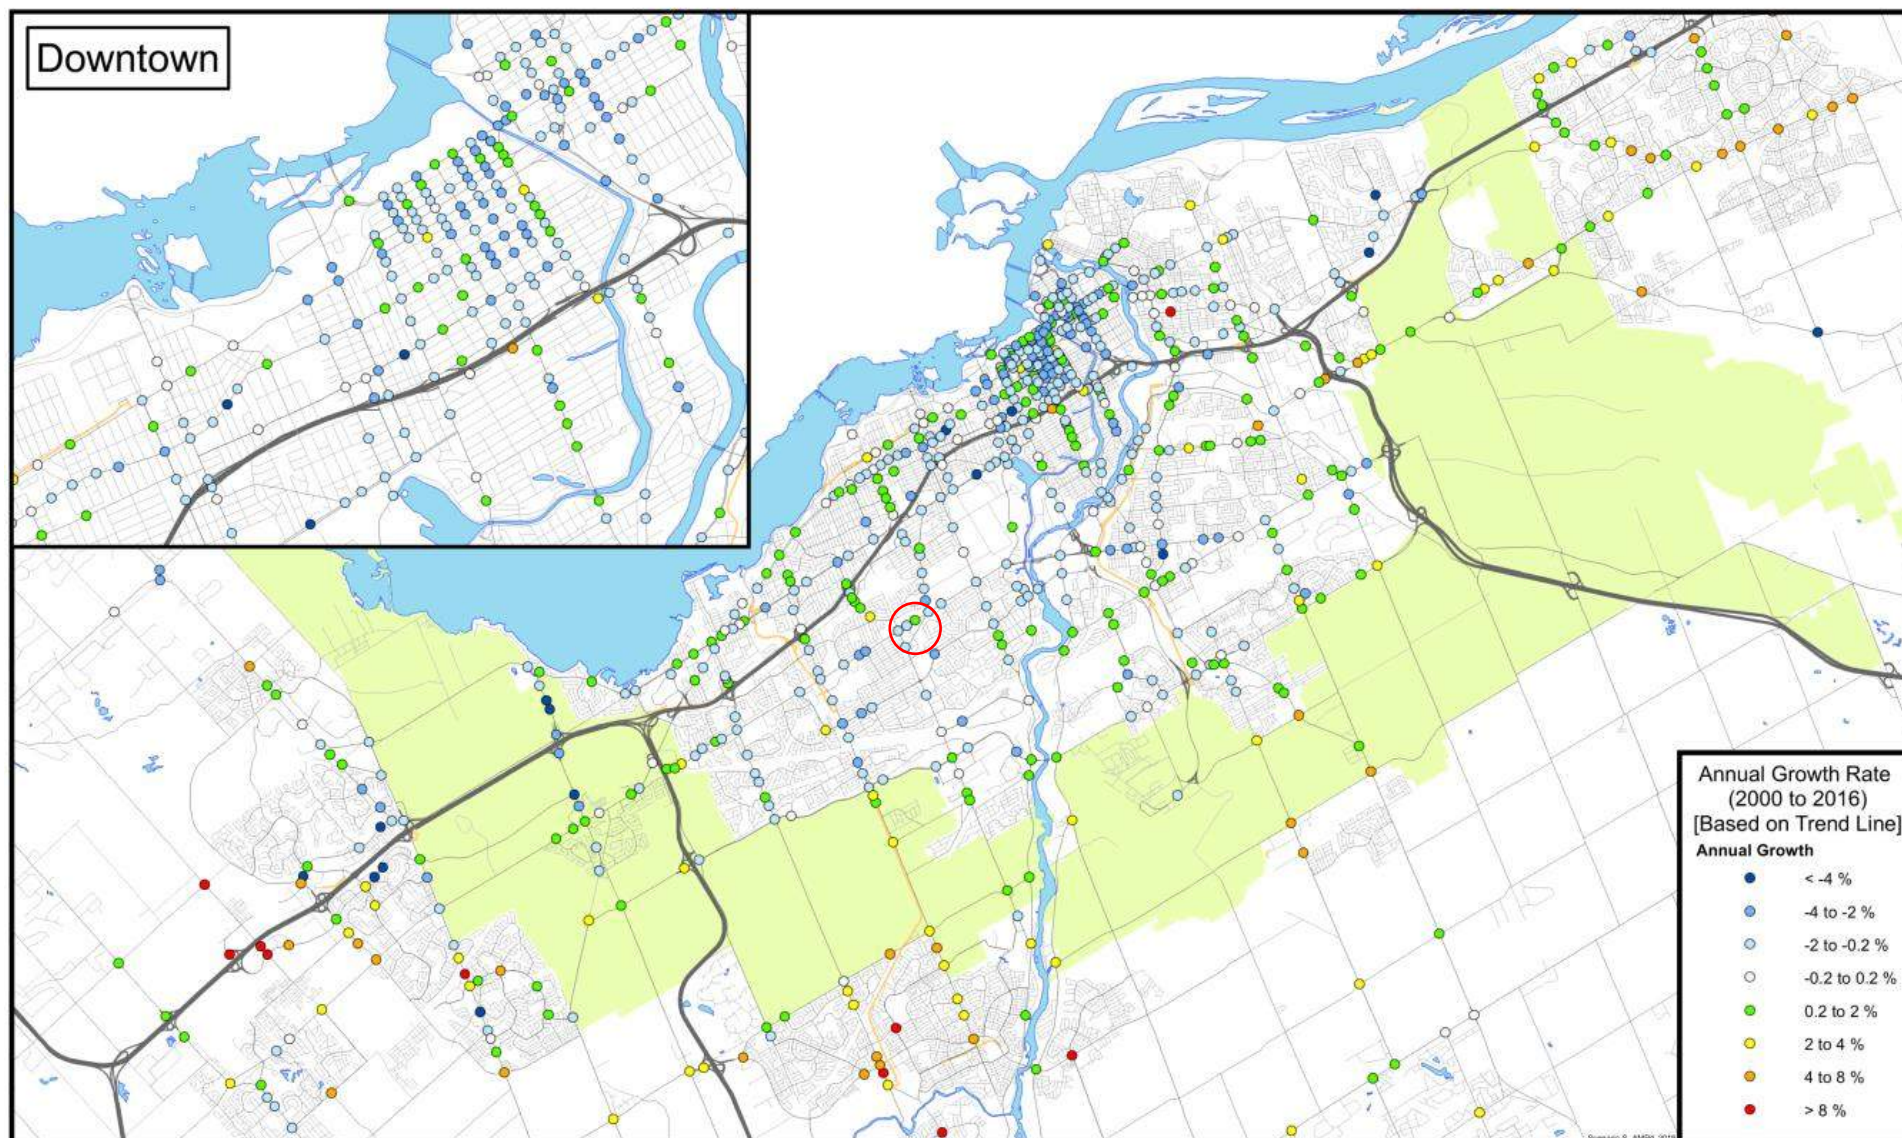 Downtown
Annual Growth Rate
(2000 to 2016)
[Based on Trend Line]
Annual Growth
< -4 %
-4 to -2 %
-2 to -0.2 %
-0.2 to 0.2 %
0.2 to 2 %
2 to 4 %
4 to 8 %
> 8 %